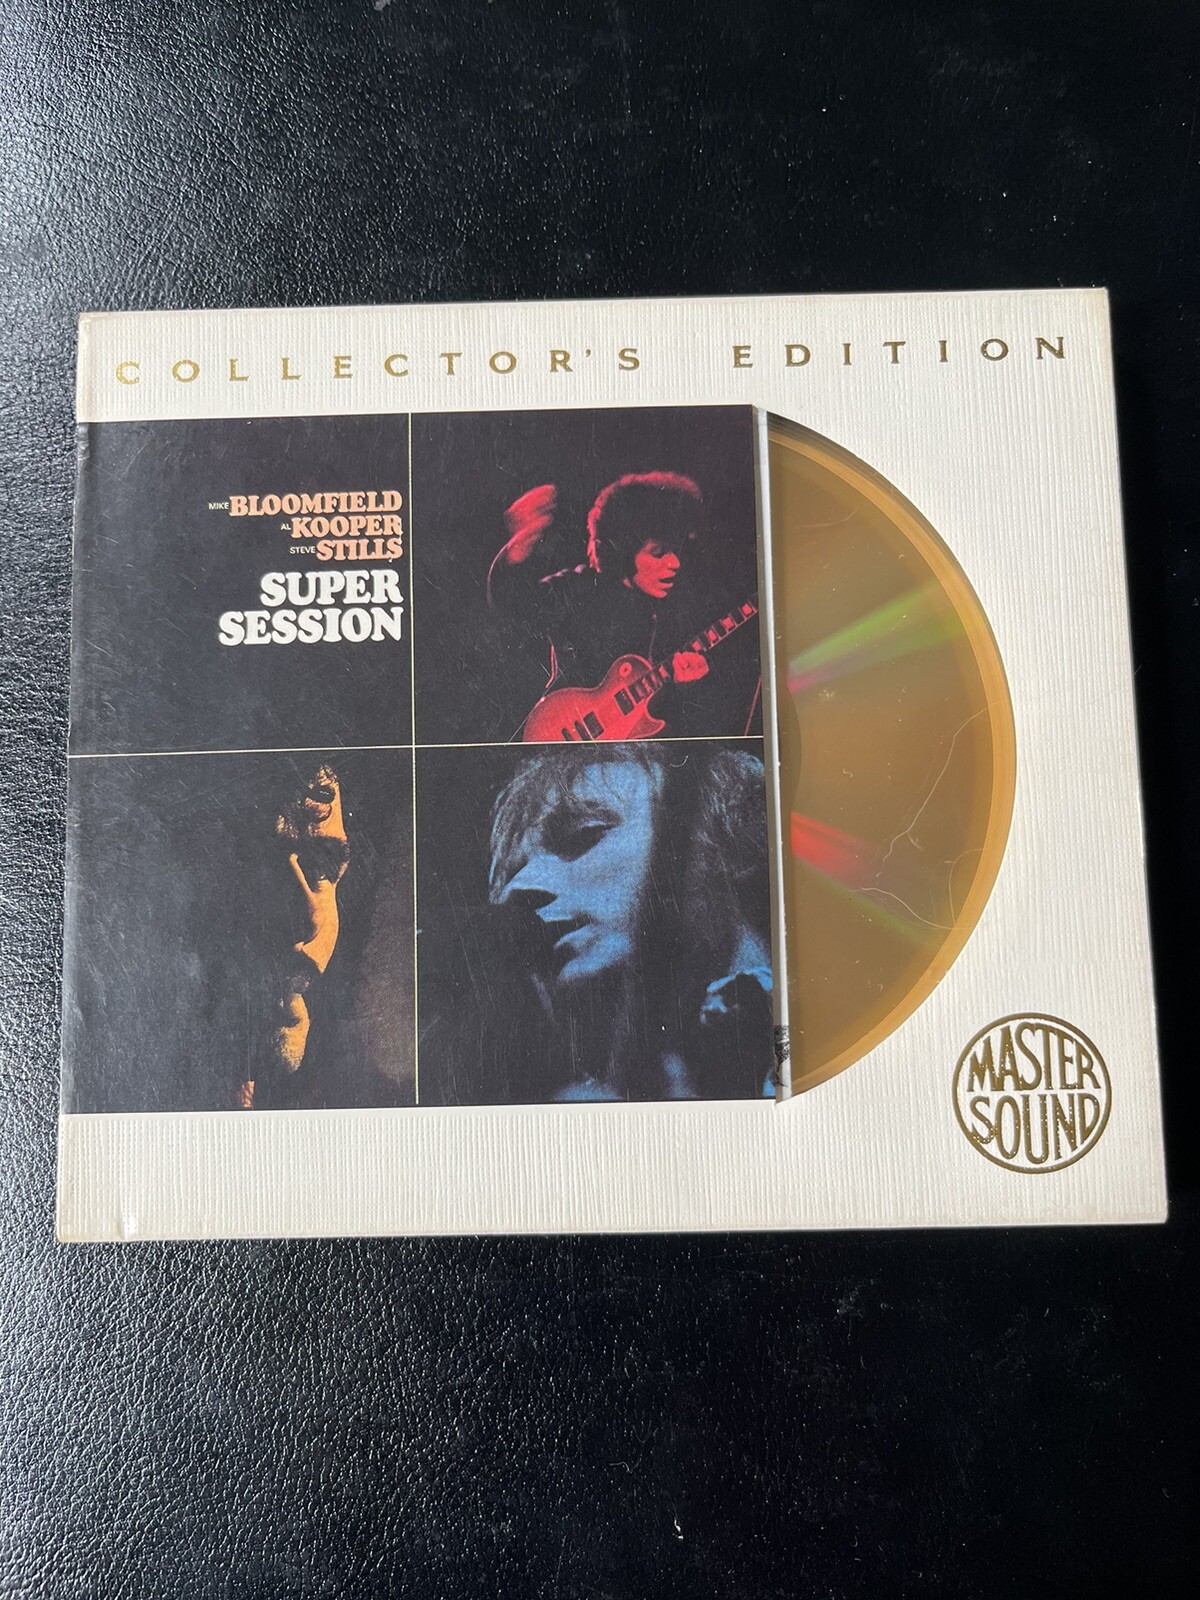 COLLECTOR'S EDITION
MIKE BLOOMFIELD
AL KOOPER
STEVE STILLS
SUPER
SESSION
MASTER
SOUND